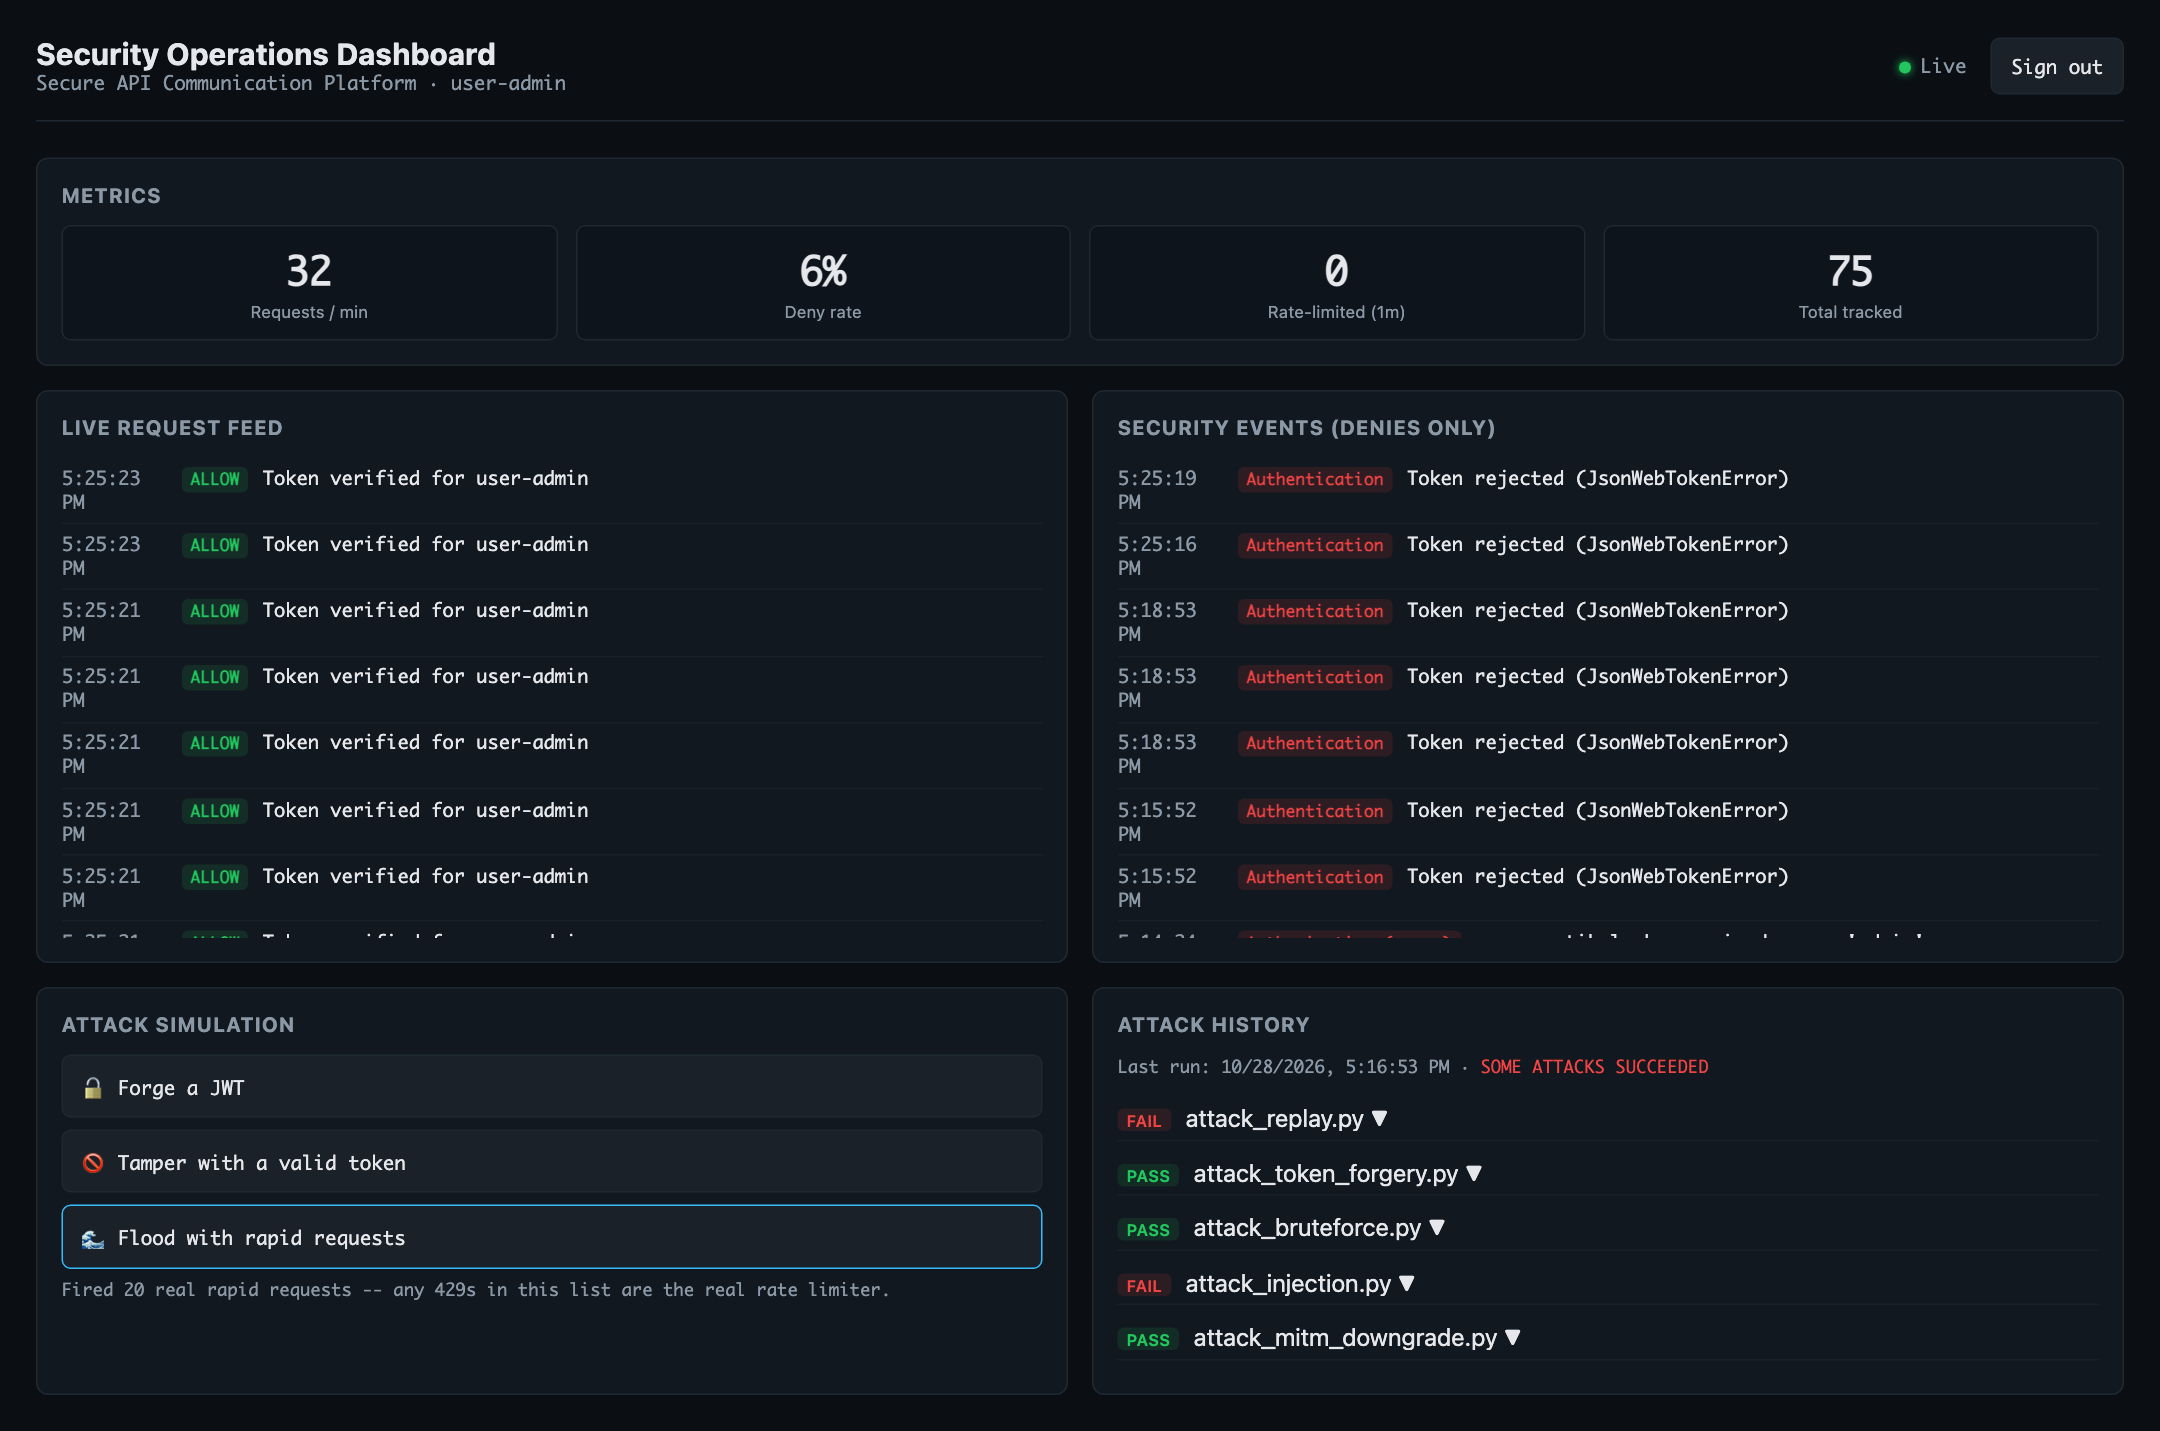 Security Operations Dashboard
Secure API Communication Platform · user-admin
Live
Sign out
METRICS
32
Requests / min
6%
Deny rate
0
Rate-limited (1m)
75
Total tracked
LIVE REQUEST FEED
5:25:23 PM ALLOW Token verified for user-admin
5:25:23 PM ALLOW Token verified for user-admin
5:25:21 PM ALLOW Token verified for user-admin
5:25:21 PM ALLOW Token verified for user-admin
5:25:21 PM ALLOW Token verified for user-admin
5:25:21 PM ALLOW Token verified for user-admin
5:25:21 PM ALLOW Token verified for user-admin
SECURITY EVENTS (DENIES ONLY)
5:25:19 PM Authentication Token rejected (JsonWebTokenError)
5:25:16 PM Authentication Token rejected (JsonWebTokenError)
5:18:53 PM Authentication Token rejected (JsonWebTokenError)
5:18:53 PM Authentication Token rejected (JsonWebTokenError)
5:18:53 PM Authentication Token rejected (JsonWebTokenError)
5:15:52 PM Authentication Token rejected (JsonWebTokenError)
5:15:52 PM Authentication Token rejected (JsonWebTokenError)
ATTACK SIMULATION
Forge a JWT
Tamper with a valid token
Flood with rapid requests
Fired 20 real rapid requests -- any 429s in this list are the real rate limiter.
ATTACK HISTORY
Last run: 10/28/2026, 5:16:53 PM · SOME ATTACKS SUCCEEDED
FAIL attack_replay.py ▼
PASS attack_token_forgery.py ▼
PASS attack_bruteforce.py ▼
FAIL attack_injection.py ▼
PASS attack_mitm_downgrade.py ▼